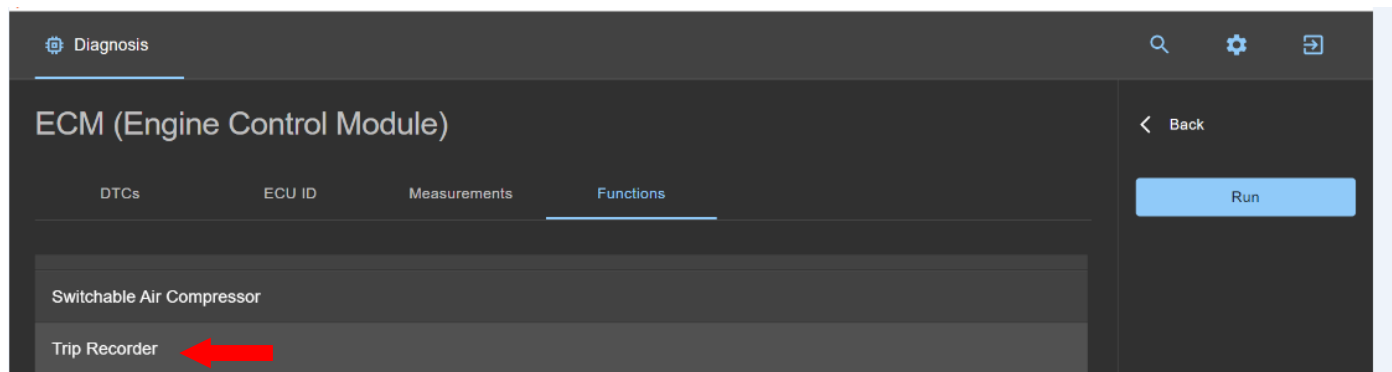 Diagnosis
ECM (Engine Control Module)
Back
DTCs ECU ID Measurements Functions
Run
Switchable Air Compressor
Trip Recorder